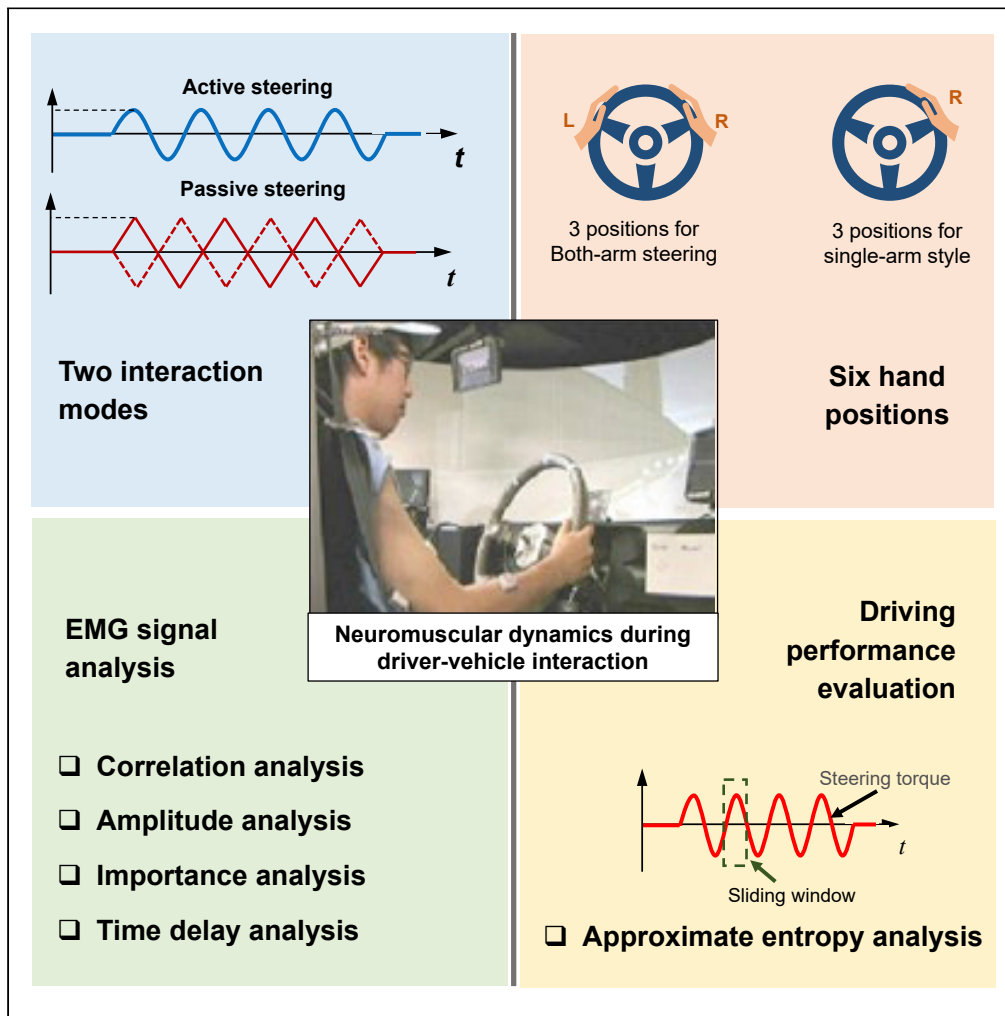 Active steering
t
Passive steering
t
Two interaction
modes
L
R
R
3 positions for
Both-arm steering
3 positions for
single-arm style
Six hand
positions
Neuromuscular dynamics during
driver-vehicle interaction
EMG signal
analysis
❑ Correlation analysis
❑ Amplitude analysis
❑ Importance analysis
❑ Time delay analysis
Driving
performance
evaluation
Steering torque
t
Sliding window
❑ Approximate entropy analysis